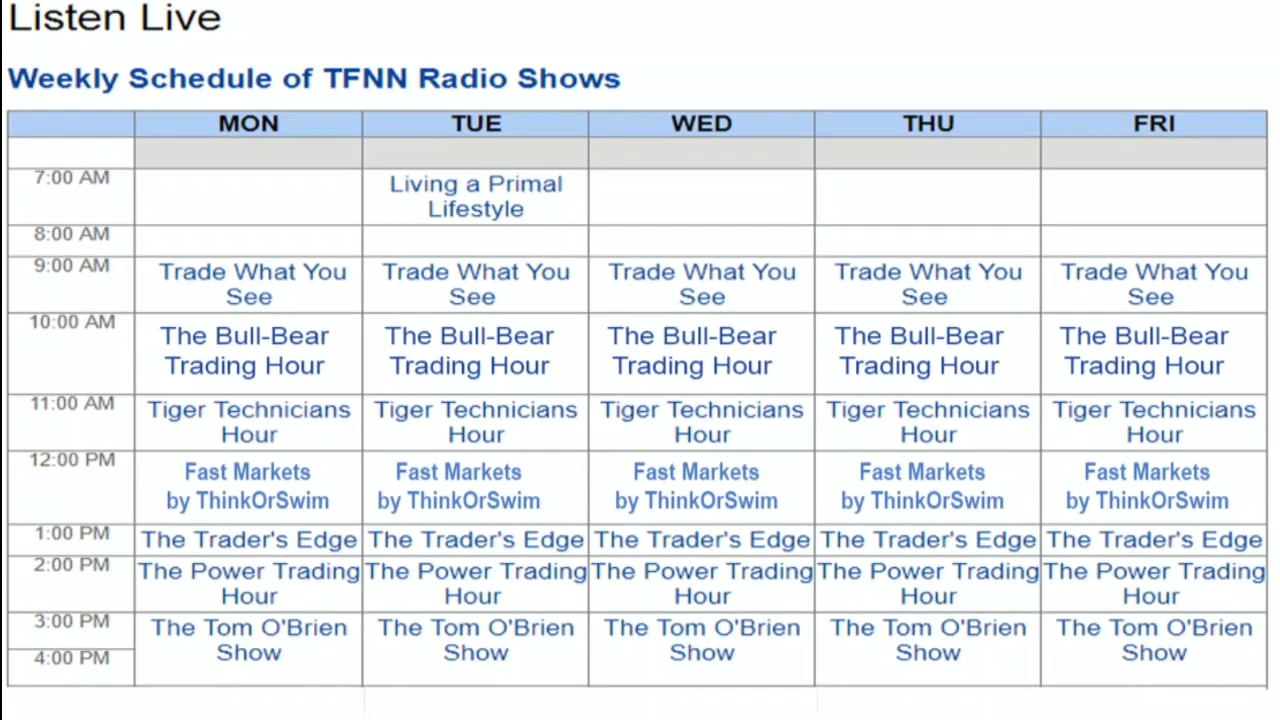 Listen Live
Weekly Schedule of TFNN Radio Shows
MON TUE WED THU FRI
7:00 AM Living a Primal
Lifestyle
8:00 AM
9:00 AM Trade What You Trade What You Trade What You Trade What You Trade What You
See See See See See
10:00 AM The Bull-Bear The Bull-Bear The Bull-Bear The Bull-Bear The Bull-Bear
Trading Hour Trading Hour Trading Hour Trading Hour Trading Hour
11:00 AM Tiger Technicians Tiger Technicians Tiger Technicians Tiger Technicians Tiger Technicians
Hour Hour Hour Hour Hour
12:00 PM Fast Markets Fast Markets Fast Markets Fast Markets Fast Markets
by ThinkOrSwim by ThinkOrSwim by ThinkOrSwim by ThinkOrSwim by ThinkOrSwim
1:00 PM The Trader's Edge The Trader's Edge The Trader's Edge The Trader's Edge The Trader's Edge
2:00 PM The Power Trading The Power Trading The Power Trading The Power Trading The Power Trading
Hour Hour Hour Hour Hour
3:00 PM The Tom O'Brien The Tom O'Brien The Tom O'Brien The Tom O'Brien The Tom O'Brien
4:00 PM Show Show Show Show Show